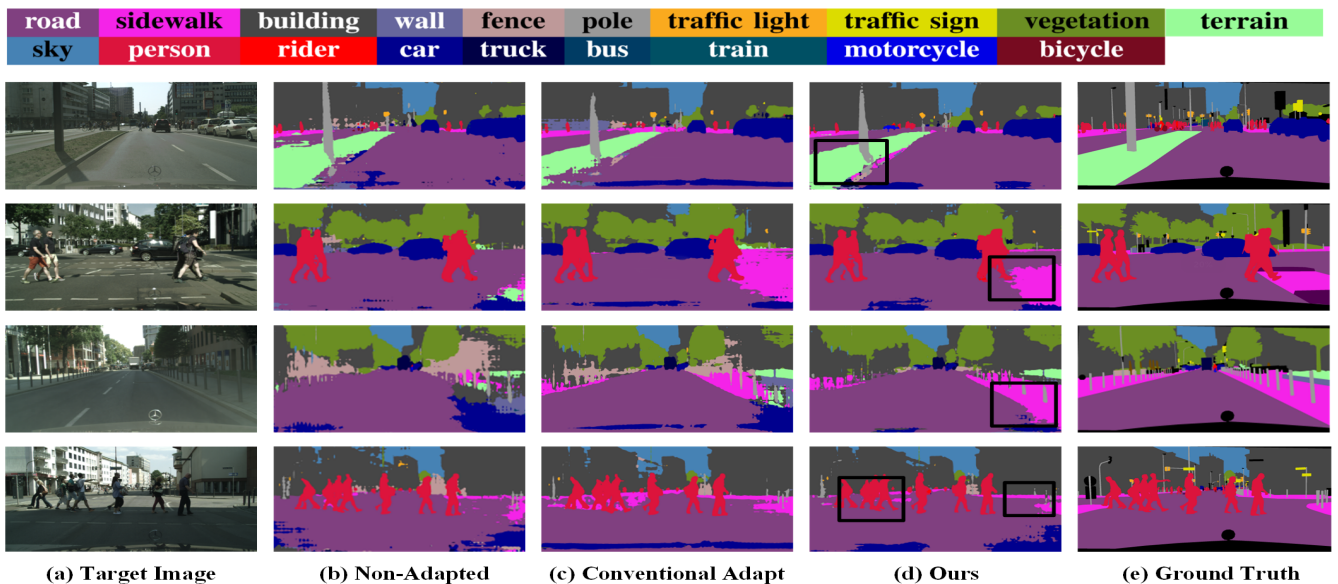 road sidewalk building wall fence pole traffic light traffic sign vegetation terrain
sky person rider car truck bus train motorcycle bicycle
(a) Target Image (b) Non-Adapted (c) Conventional Adapt (d) Ours (e) Ground Truth